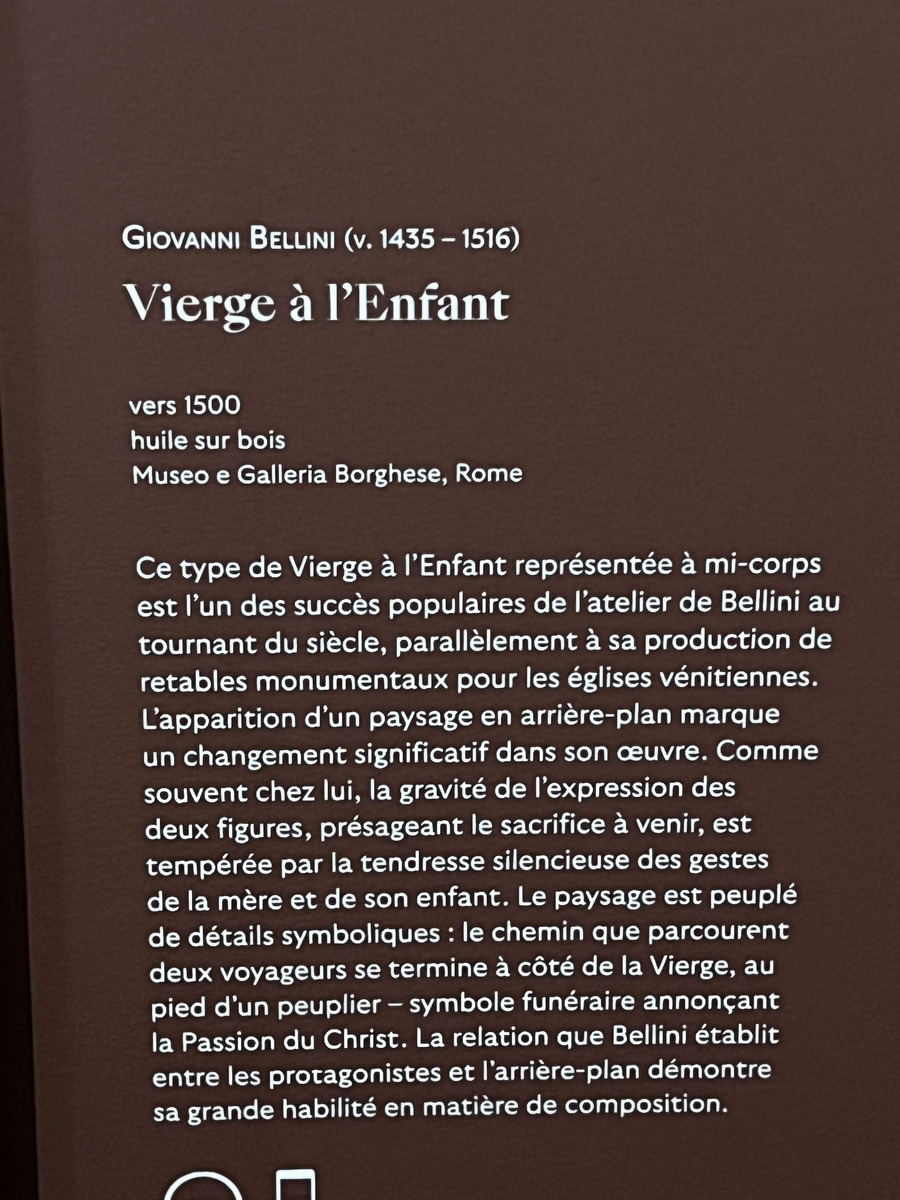 GIOVANNI BELLINI (v. 1435 – 1516)
Vierge à l’Enfant
vers 1500
huile sur bois
Museo e Galleria Borghese, Rome
Ce type de Vierge à l’Enfant représentée à mi-corps
est l’un des succès populaires de l’atelier de Bellini au
tournant du siècle, parallèlement à sa production de
retables monumentaux pour les églises vénitiennes.
L’apparition d’un paysage en arrière-plan marque
un changement significatif dans son œuvre. Comme
souvent chez lui, la gravité de l’expression des
deux figures, présageant le sacrifice à venir, est
tempérée par la tendresse silencieuse des gestes
de la mère et de son enfant. Le paysage est peuplé
de détails symboliques : le chemin que parcourent
deux voyageurs se termine à côté de la Vierge, au
pied d’un peuplier – symbole funéraire annonçant
la Passion du Christ. La relation que Bellini établit
entre les protagonistes et l’arrière-plan démontre
sa grande habilité en matière de composition.